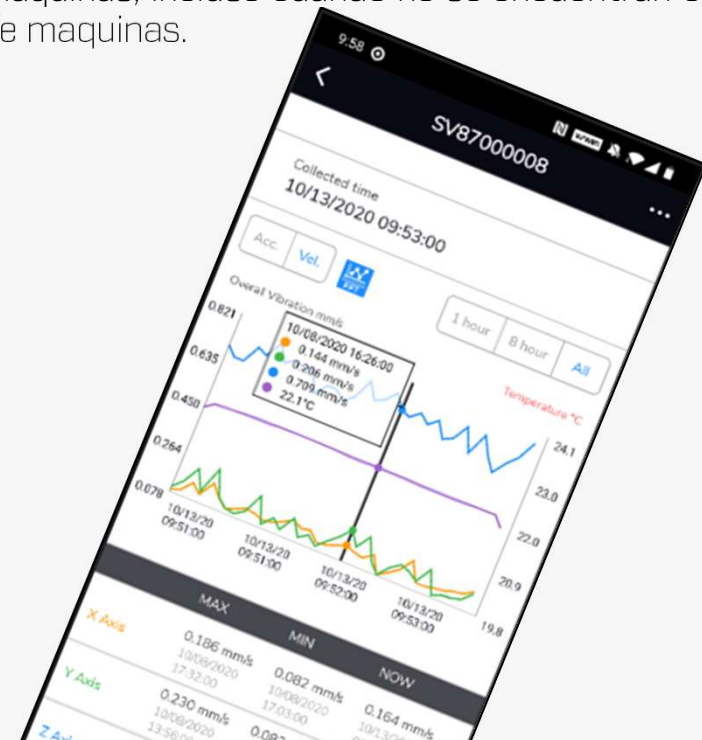 e maquinas.
9:58
SV87000008
Collected time
10/13/2020 09:53:00
Acc. Vel. FPT 1 hour 8 hour All
Overall Vibration mm/s
Temperature °C
10/08/2020 16:26:00
0.144 mm/s
0.206 mm/s
0.709 mm/s
22.1°C
0.821
0.635
0.450
0.264
0.078
24.1
23.0
22.0
20.9
19.8
10/13/20 09:51:00
10/13/20 09:51:00
10/13/20 09:52:00
10/13/20 09:53:00
MAX MIN NOW
X Axis 0.186 mm/s 0.082 mm/s 0.164 mm/s
10/08/2020 17:32:00
10/08/2020 17:03:00
Y Axis 0.230 mm/s
10/08/2020 13:56:00